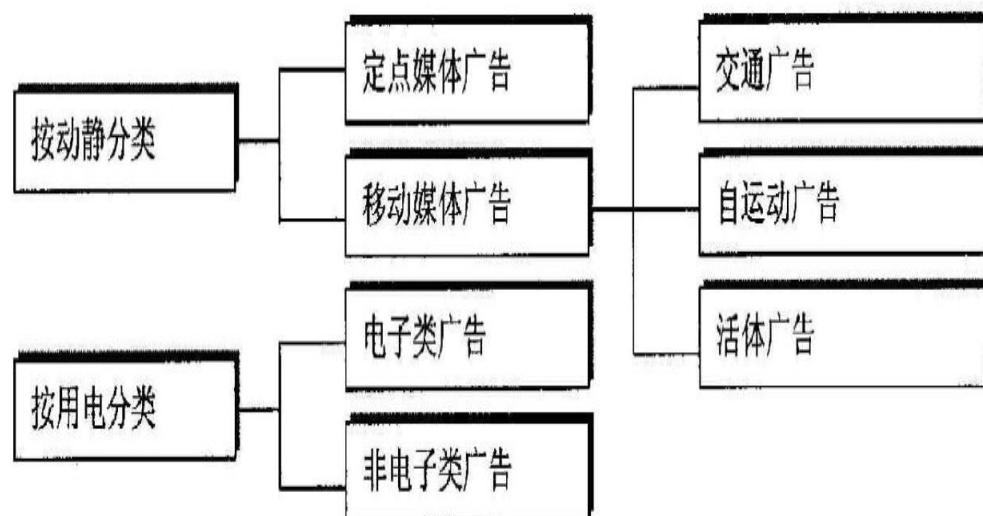 按动静分类
定点媒体广告
移动媒体广告
交通广告
自运动广告
活体广告
按用电分类
电子类广告
非电子类广告